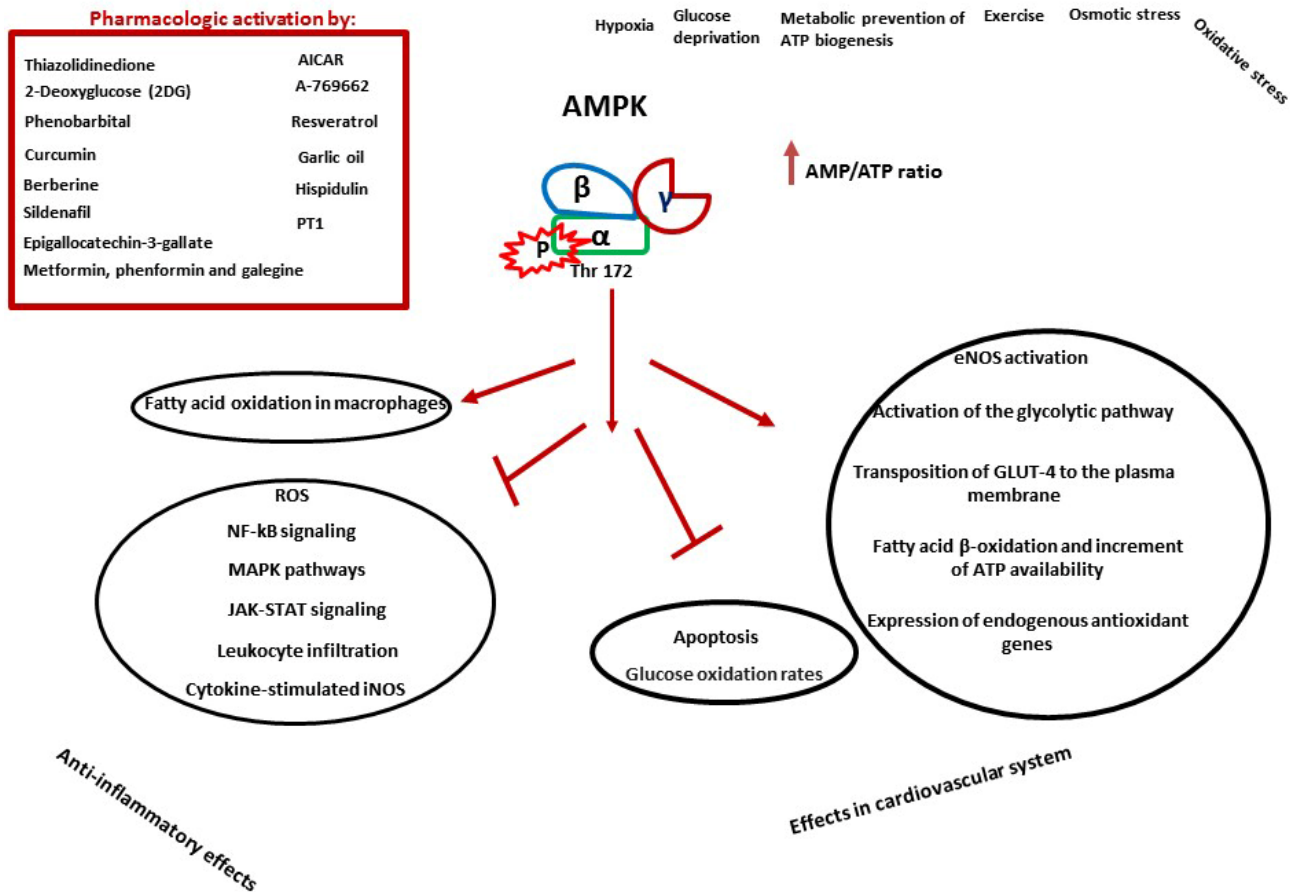 Pharmacologic activation by:
Thiazolidinedione
2-Deoxyglucose (2DG)
Phenobarbital
Curcumin
Berberine
Sildenafil
Epigallocatechin-3-gallate
Metformin, phenformin and galegine
AICAR
A-769662
Resveratrol
Garlic oil
Hispidulin
PT1
Hypoxia
Glucose
deprivation
Metabolic prevention of
ATP biogenesis
Exercise
Osmotic stress
Oxidative stress
AMPK
AMP/ATP ratio
β
γ
α
P
Thr 172
Fatty acid oxidation in macrophages
ROS
NF-kB signaling
MAPK pathways
JAK-STAT signaling
Leukocyte infiltration
Cytokine-stimulated iNOS
Apoptosis
Glucose oxidation rates
eNOS activation
Activation of the glycolytic pathway
Transposition of GLUT-4 to the plasma
membrane
Fatty acid β-oxidation and increment
of ATP availability
Expression of endogenous antioxidant
genes
Anti-inflammatory effects
Effects in cardiovascular system